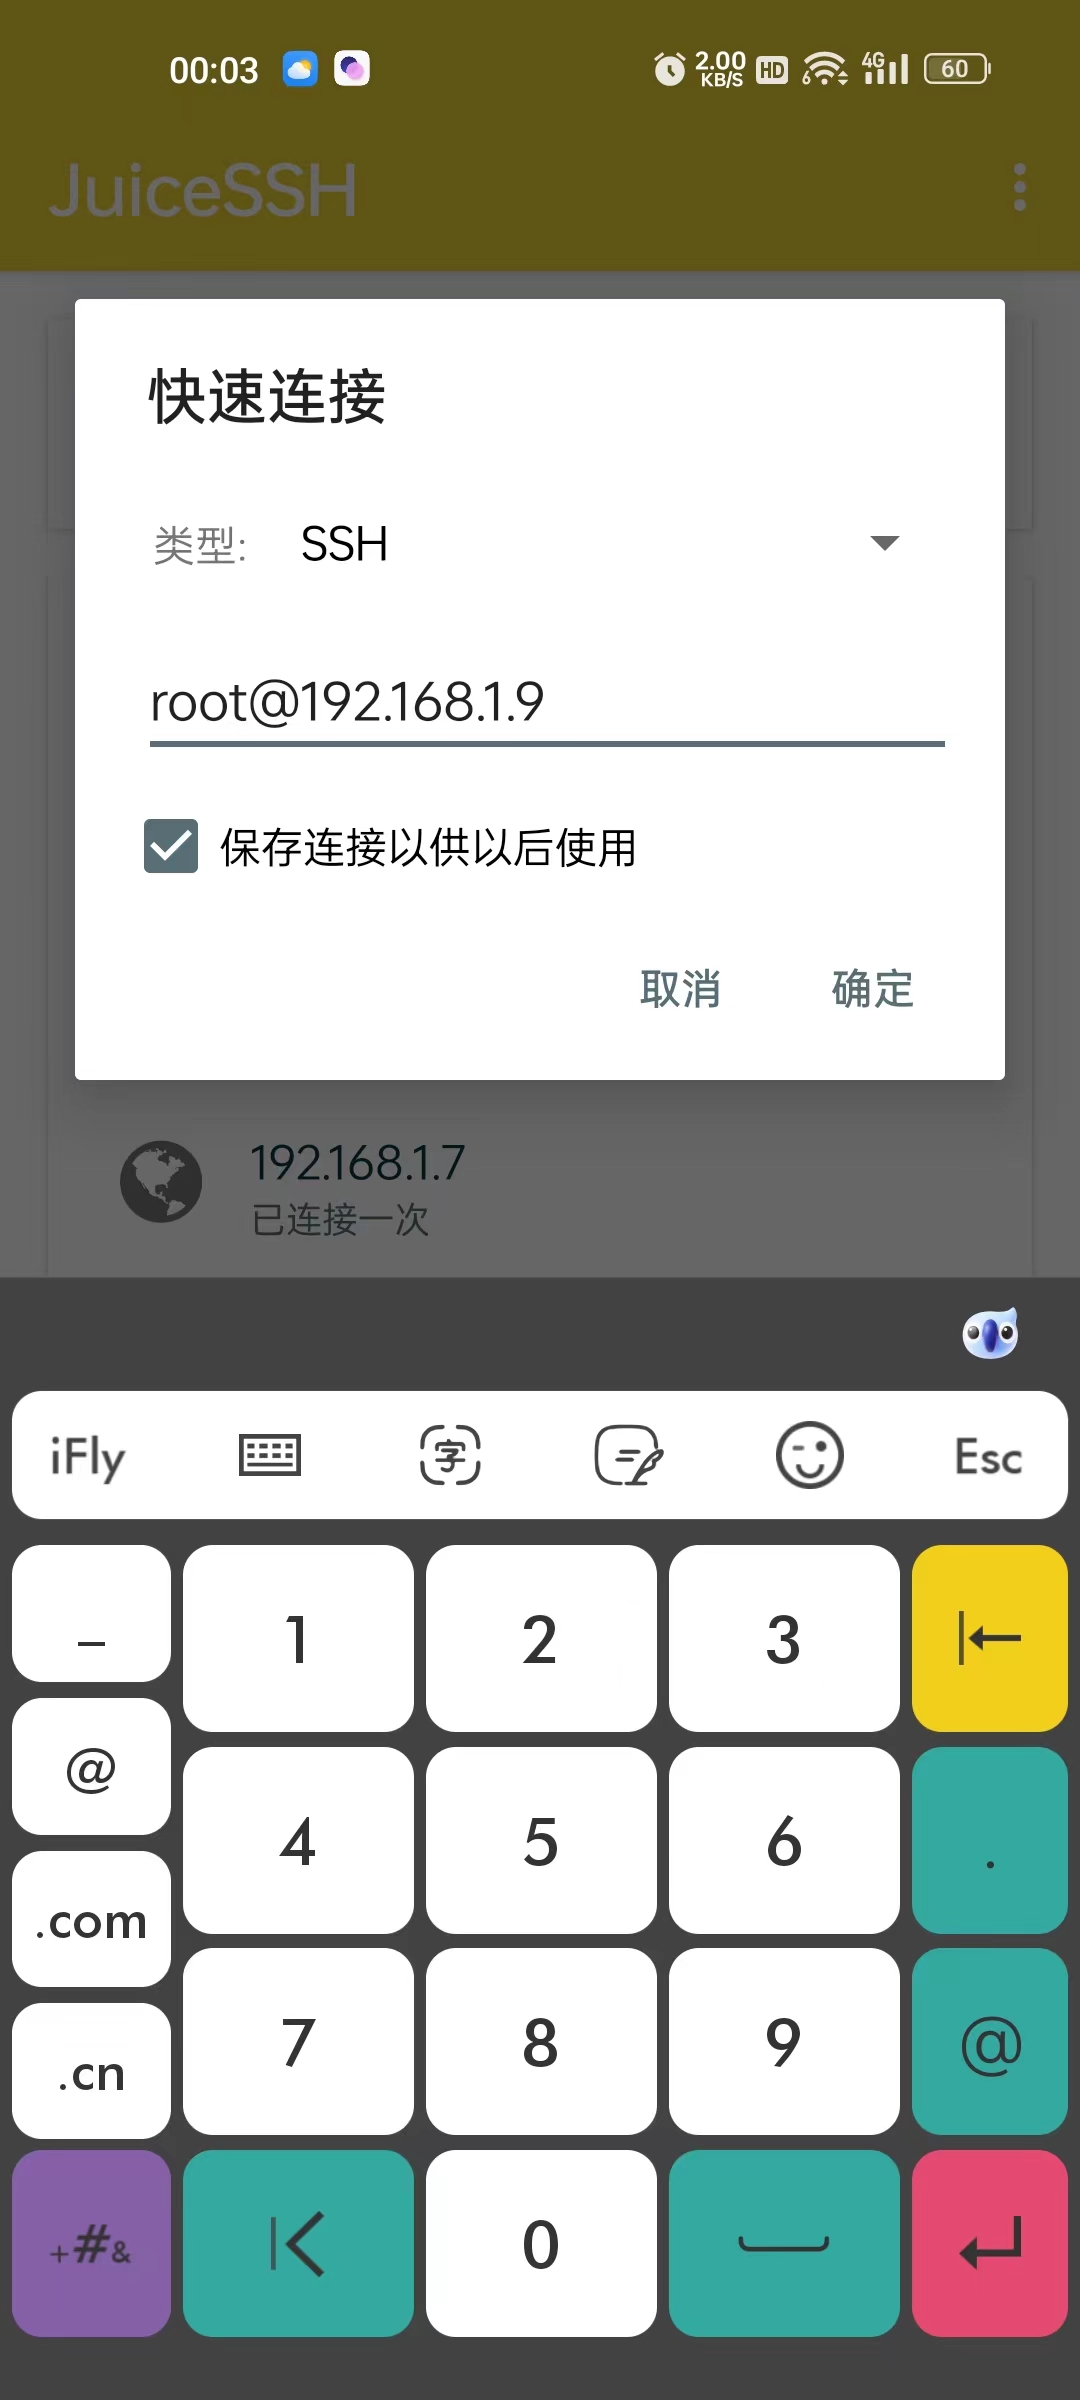 00:03 2.00 KB/S HD 6 4G 60
JuiceSSH
快速连接
类型: SSH
root@192.168.1.9
保存连接以供以后使用
取消 确定
192.168.1.7
已连接一次
iFly 字 Esc
_ 1 2 3
@ 4 5 6 .
.com 7 8 9 @
.cn
+#& 0